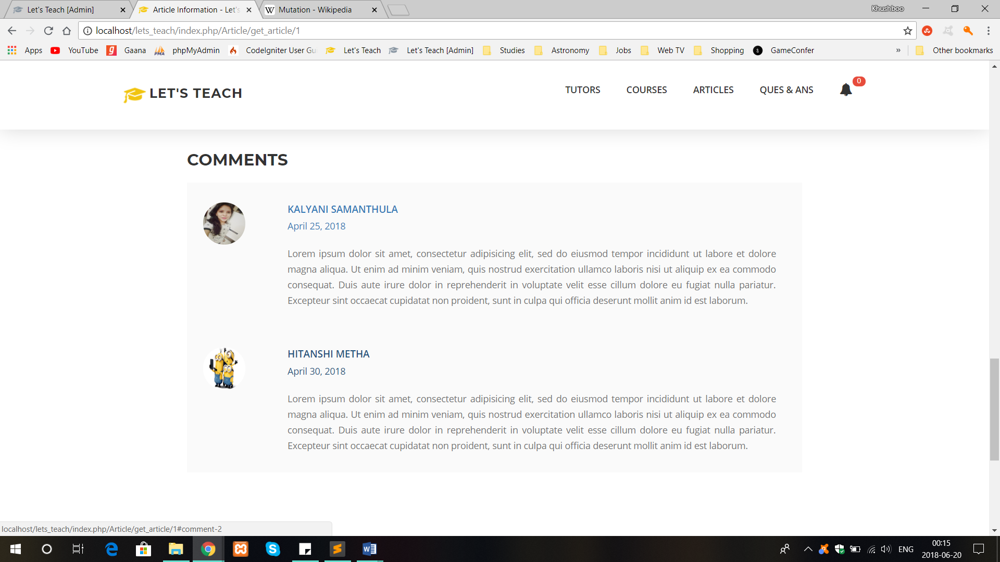 Let's Teach [Admin]
Article Information - Let's
Mutation - Wikipedia
Khushboo
localhost/lets_teach/index.php/Article/get_article/1
Apps YouTube Gaana phpMyAdmin CodeIgniter User Gu Let's Teach Let's Teach [Admin] Studies Astronomy Jobs Web TV Shopping GameConfer » Other bookmarks
LET'S TEACH TUTORS COURSES ARTICLES QUES & ANS 0
COMMENTS
KALYANI SAMANTHULA
April 25, 2018
Lorem ipsum dolor sit amet, consectetur adipisicing elit, sed do eiusmod tempor incididunt ut labore et dolore
magna aliqua. Ut enim ad minim veniam, quis nostrud exercitation ullamco laboris nisi ut aliquip ex ea commodo
consequat. Duis aute irure dolor in reprehenderit in voluptate velit esse cillum dolore eu fugiat nulla pariatur.
Excepteur sint occaecat cupidatat non proident, sunt in culpa qui officia deserunt mollit anim id est laborum.
HITANSHI METHA
April 30, 2018
Lorem ipsum dolor sit amet, consectetur adipisicing elit, sed do eiusmod tempor incididunt ut labore et dolore
magna aliqua. Ut enim ad minim veniam, quis nostrud exercitation ullamco laboris nisi ut aliquip ex ea commodo
consequat. Duis aute irure dolor in reprehenderit in voluptate velit esse cillum dolore eu fugiat nulla pariatur.
Excepteur sint occaecat cupidatat non proident, sunt in culpa qui officia deserunt mollit anim id est laborum.
localhost/lets_teach/index.php/Article/get_article/1#comment-2
ENG
00:15
2018-06-20